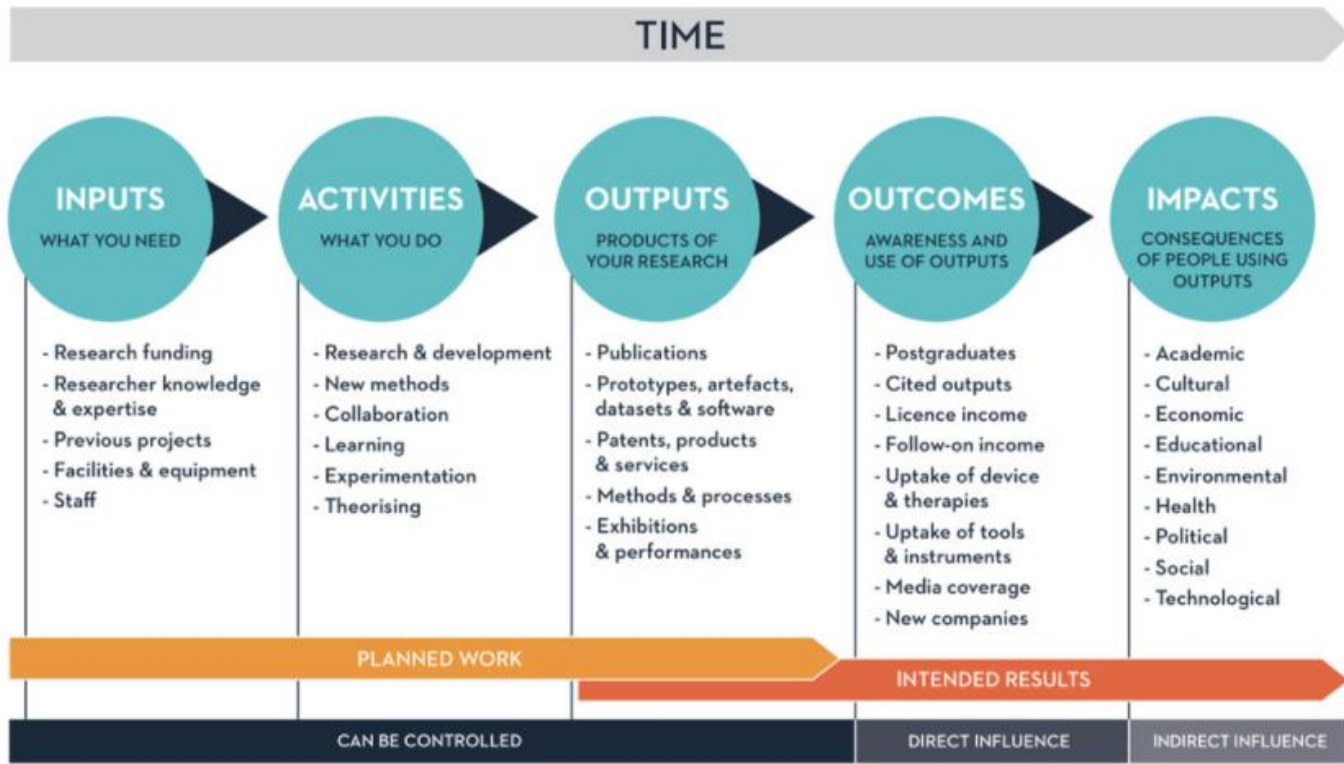 TIME
INPUTS
WHAT YOU NEED
- Research funding
- Researcher knowledge
& expertise
- Previous projects
- Facilities & equipment
- Staff
ACTIVITIES
WHAT YOU DO
- Research & development
- New methods
- Collaboration
- Learning
- Experimentation
- Theorising
OUTPUTS
PRODUCTS OF
YOUR RESEARCH
- Publications
- Prototypes, artefacts,
datasets & software
- Patents, products
& services
- Methods & processes
- Exhibitions
& performances
OUTCOMES
AWARENESS AND
USE OF OUTPUTS
- Postgraduates
- Cited outputs
- Licence income
- Follow-on income
- Uptake of device
& therapies
- Uptake of tools
& instruments
- Media coverage
- New companies
IMPACTS
CONSEQUENCES
OF PEOPLE USING
OUTPUTS
- Academic
- Cultural
- Economic
- Educational
- Environmental
- Health
- Political
- Social
- Technological
PLANNED WORK
INTENDED RESULTS
CAN BE CONTROLLED
DIRECT INFLUENCE
INDIRECT INFLUENCE